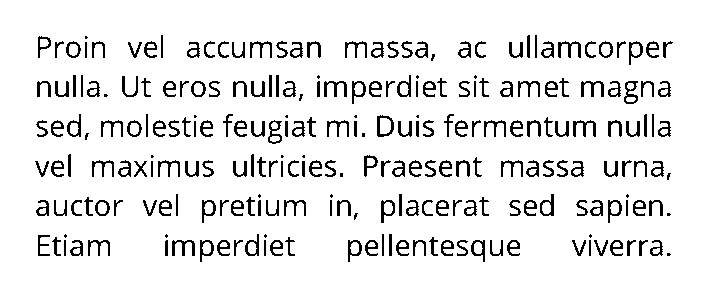 Proin vel accumsan massa, ac ullamcorper
nulla. Ut eros nulla, imperdiet sit amet magna
sed, molestie feugiat mi. Duis fermentum nulla
vel maximus ultricies. Praesent massa urna,
auctor vel pretium in, placerat sed sapien.
Etiam imperdiet pellentesque viverra.